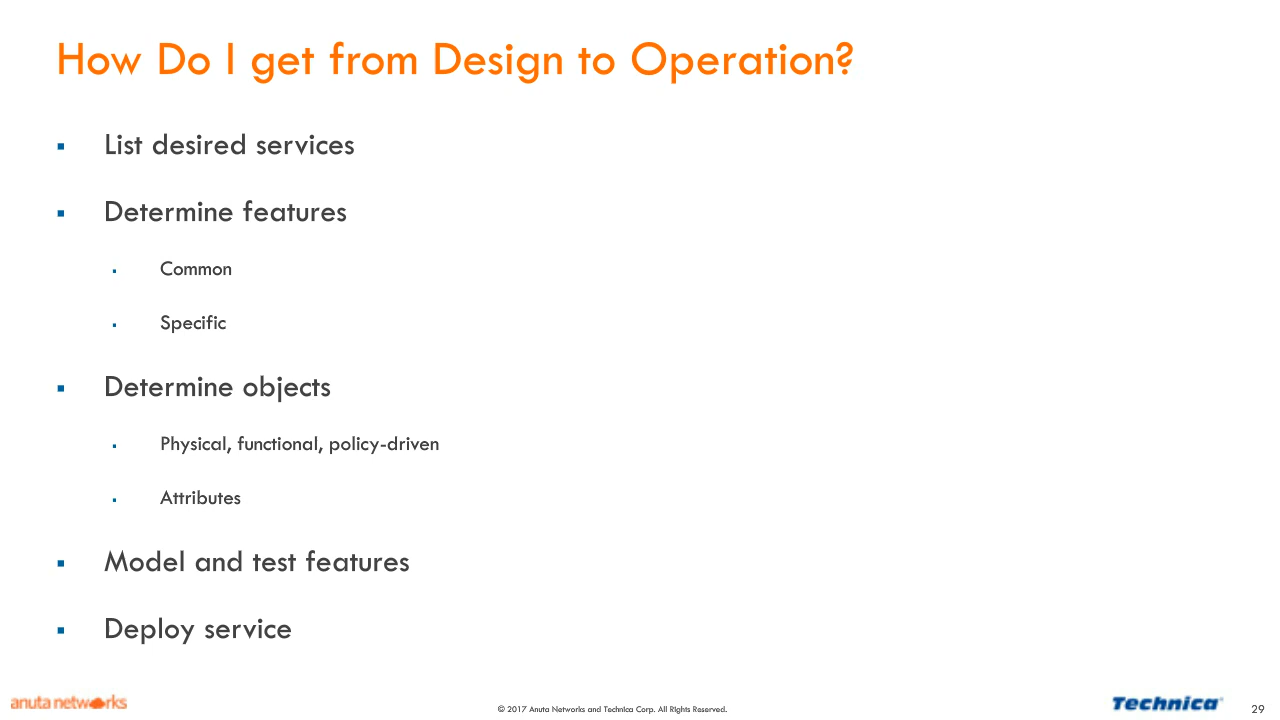 How Do I get from Design to Operation?
▪ List desired services
▪ Determine features
▪ Common
▪ Specific
▪ Determine objects
▪ Physical, functional, policy-driven
▪ Attributes
▪ Model and test features
▪ Deploy service
anuta networks
© 2017 Anuta Networks and Technica Corp. All Rights Reserved.
Technica
29